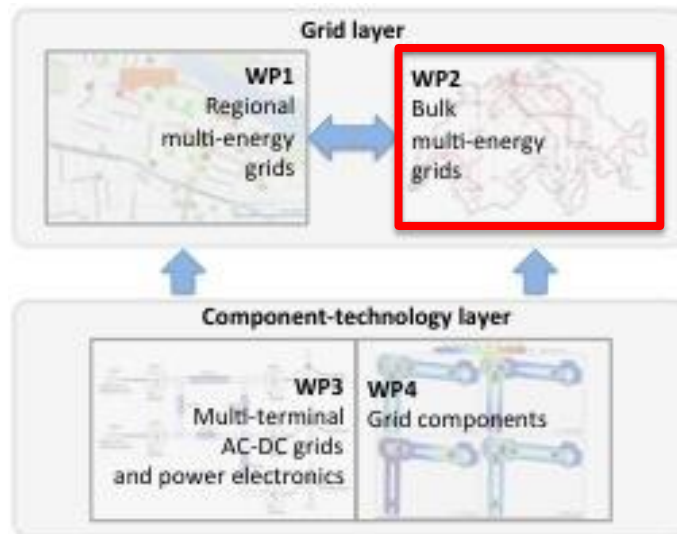 Grid layer
WP1
Regional
multi-energy
grids
WP2
Bulk
multi-energy
grids
Component-technology layer
WP3
Multi-terminal
AC-DC grids
and power electronics
WP4
Grid components